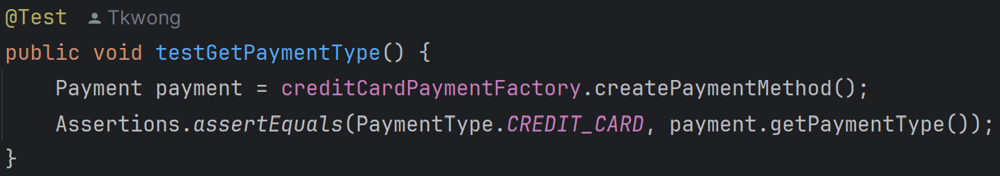 @Test Tkwong
public void testGetPaymentType() {
    Payment payment = creditCardPaymentFactory.createPaymentMethod();
    Assertions.assertEquals(PaymentType.CREDIT_CARD, payment.getPaymentType());
}